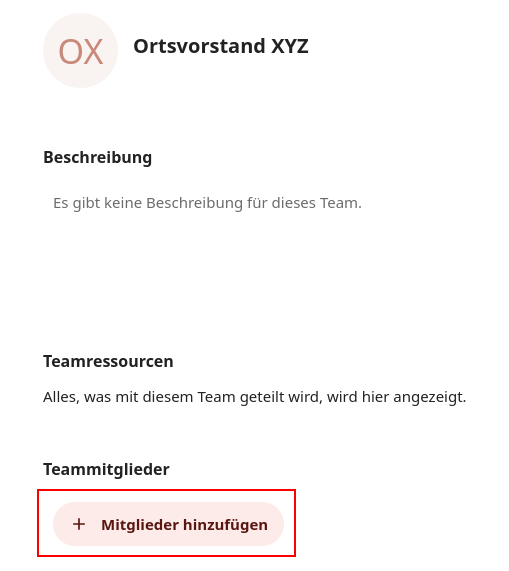 OX
Ortsvorstand XYZ
Beschreibung
Es gibt keine Beschreibung für dieses Team.
Teamressourcen
Alles, was mit diesem Team geteilt wird, wird hier angezeigt.
Teammitglieder
+ Mitglieder hinzufügen